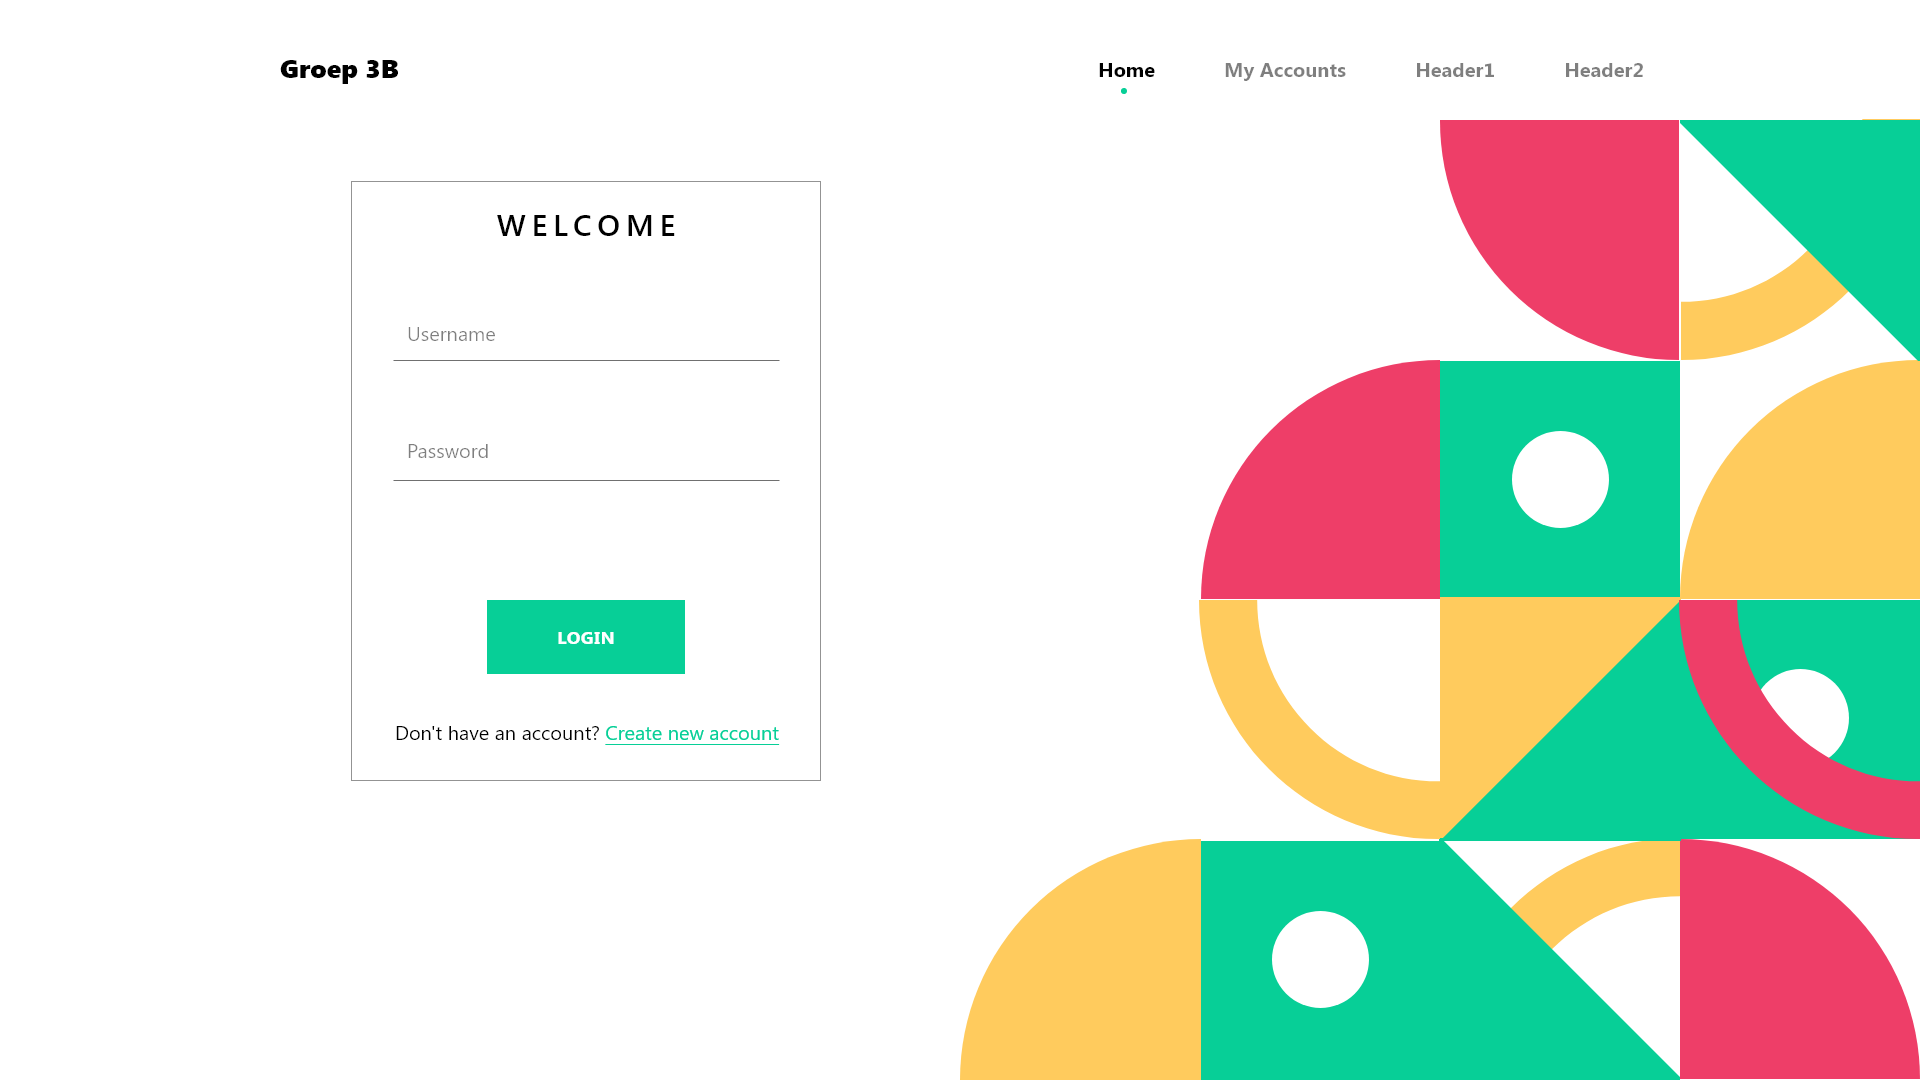 Groep 3B
Home My Accounts Header1 Header2
WELCOME
Username
Password
LOGIN
Don't have an account? Create new account